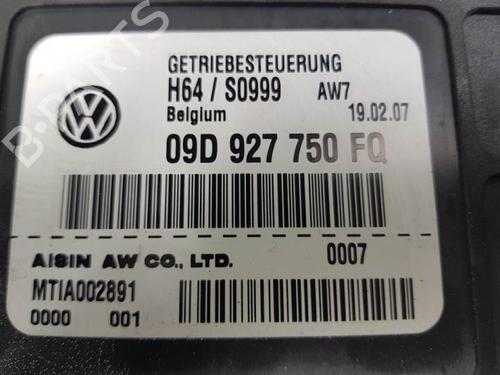 GETRIEBESTEUERUNG
H64 / S0999 AW7
Belgium 19.02.07
09D 927 750 FQ
AISIN AW CO., LTD. 0007
MTIA002891
0000 001
B-PARTS